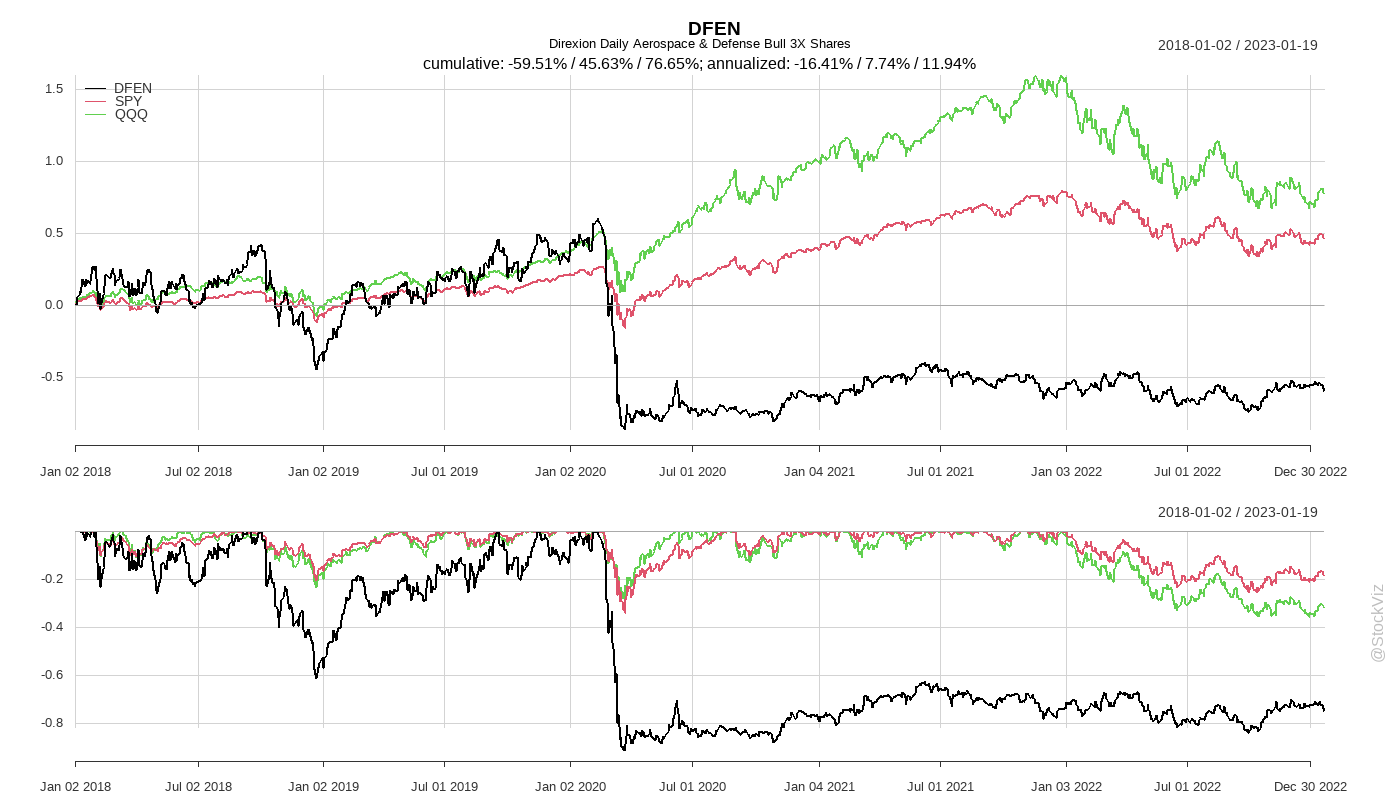 DFEN
Direxion Daily Aerospace & Defense Bull 3X Shares
2018-01-02 / 2023-01-19
cumulative: -59.51% / 45.63% / 76.65%; annualized: -16.41% / 7.74% / 11.94%
DFEN
SPY
QQQ
1.5
1.0
0.5
0.0
-0.5
Jan 02 2018 Jul 02 2018 Jan 02 2019 Jul 01 2019 Jan 02 2020 Jul 01 2020 Jan 04 2021 Jul 01 2021 Jan 03 2022 Jul 01 2022 Dec 30 2022
2018-01-02 / 2023-01-19
-0.2
-0.4
-0.6
-0.8
Jan 02 2018 Jul 02 2018 Jan 02 2019 Jul 01 2019 Jan 02 2020 Jul 01 2020 Jan 04 2021 Jul 01 2021 Jan 03 2022 Jul 01 2022 Dec 30 2022
@StockViz